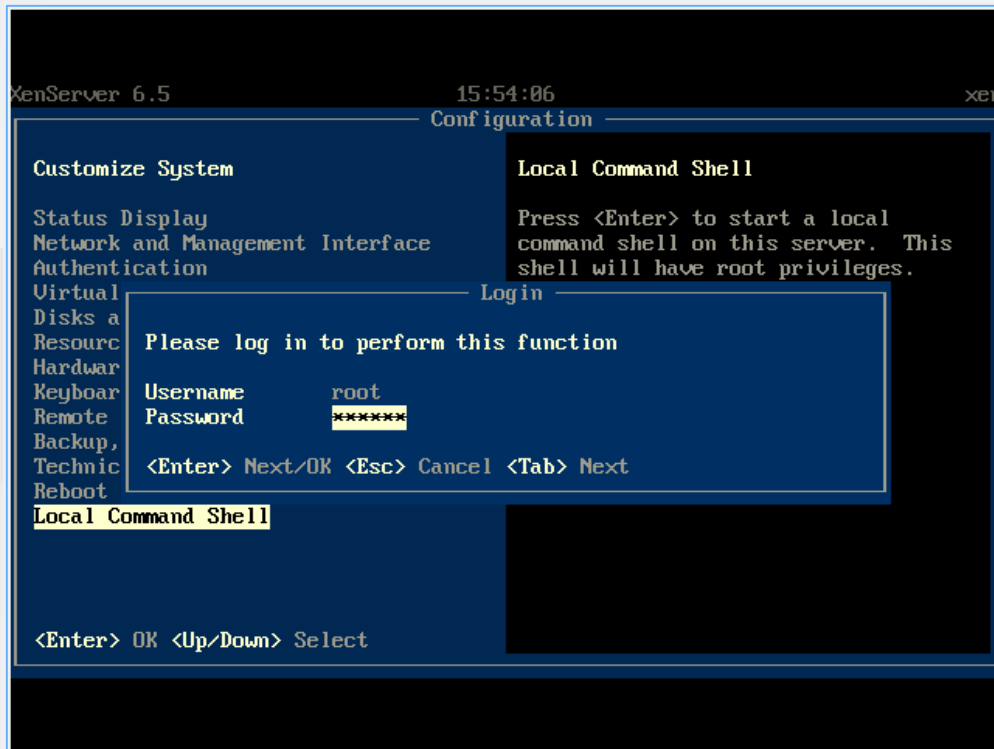 XenServer 6.5 15:54:06 xen
Configuration
Customize System
Status Display
Network and Management Interface
Authentication
Virtual
Disks a
Resourc
Hardwar
Keyboar
Remote
Backup,
Technic
Reboot
Local Command Shell
Local Command Shell
Press <Enter> to start a local
command shell on this server. This
shell will have root privileges.
Login
Please log in to perform this function
Username root
Password ******
<Enter> Next/OK <Esc> Cancel <Tab> Next
<Enter> OK <Up/Down> Select